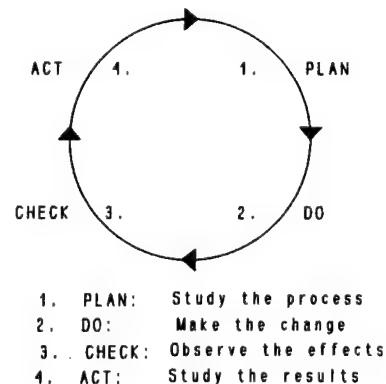 ACT 4. 1. PLAN
CHECK 3. 2. DO
1. PLAN: Study the process
2. DO: Make the change
3. . CHECK: Observe the effects
4. ACT: Study the results